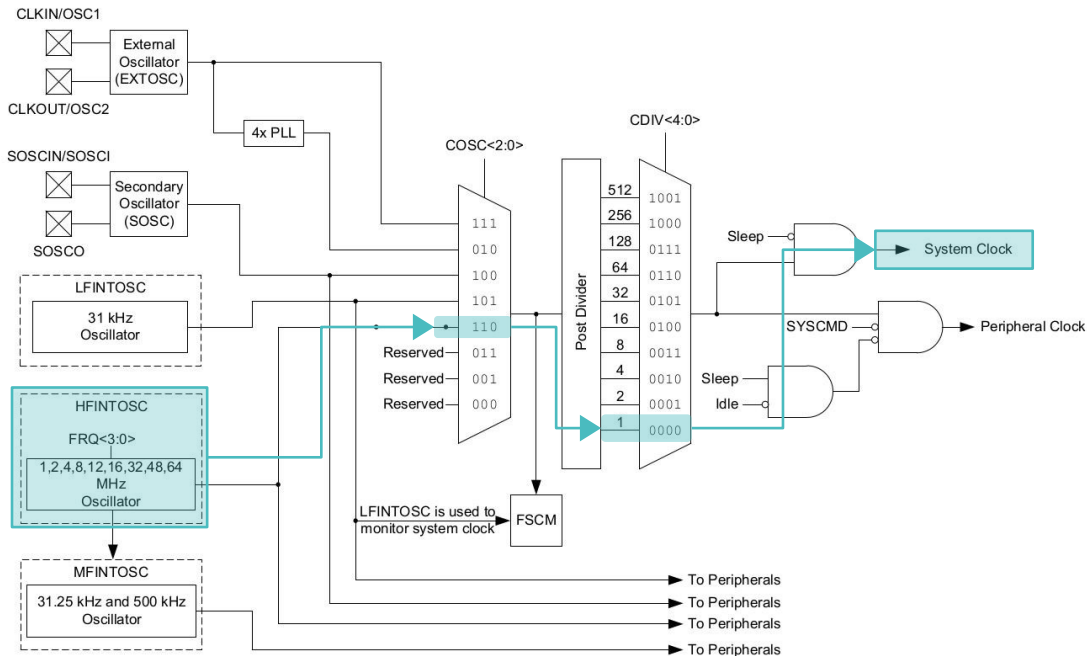 CLKIN/OSC1
External
Oscillator
(EXTOSC)
CLKOUT/OSC2
4x PLL
SOSCIN/SOSCI
Secondary
Oscillator
(SOSC)
SOSCO
LFINTOSC
31 kHz
Oscillator
HFINTOSC
FRQ<3:0>
1,2,4,8,12,16,32,48,64
MHz
Oscillator
MFINTOSC
31.25 kHz and 500 kHz
Oscillator
COSC<2:0>
111
010
100
101
110
Reserved 011
Reserved 001
Reserved 000
LFINTOSC is used to
monitor system clock
FSCM
Post Divider
CDIV<4:0>
512 1001
256 1000
128 0111
64 0110
32 0101
16 0100
8 0011
4 0010
2 0001
1 0000
Sleep
System Clock
SYSCMD
Peripheral Clock
Sleep
Idle
To Peripherals
To Peripherals
To Peripherals
To Peripherals